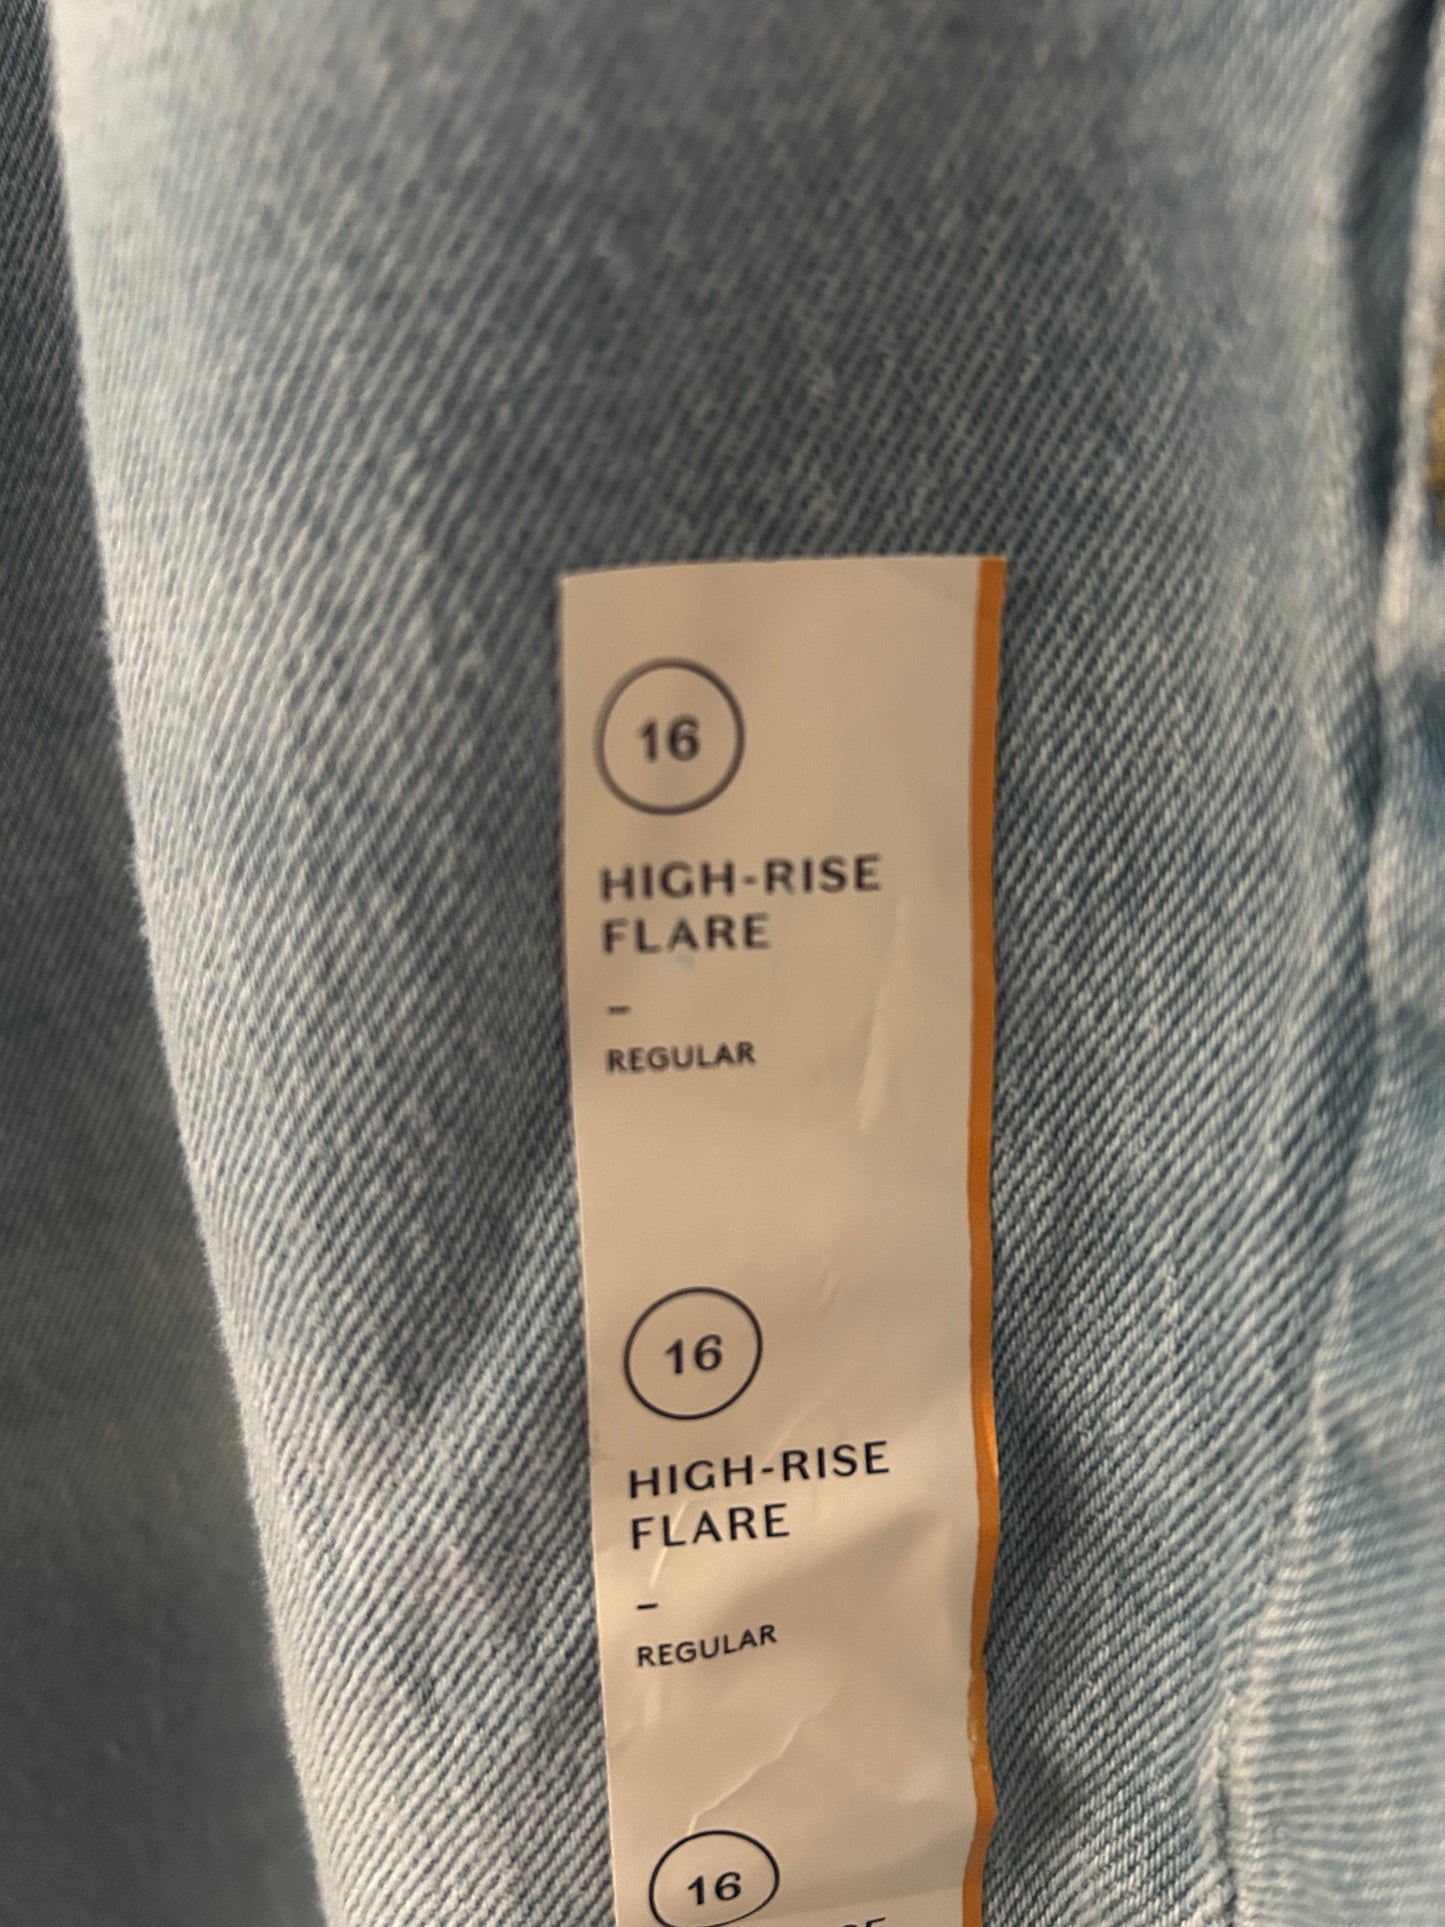 16
HIGH-RISE
FLARE
–
REGULAR
16
HIGH-RISE
FLARE
–
REGULAR
16